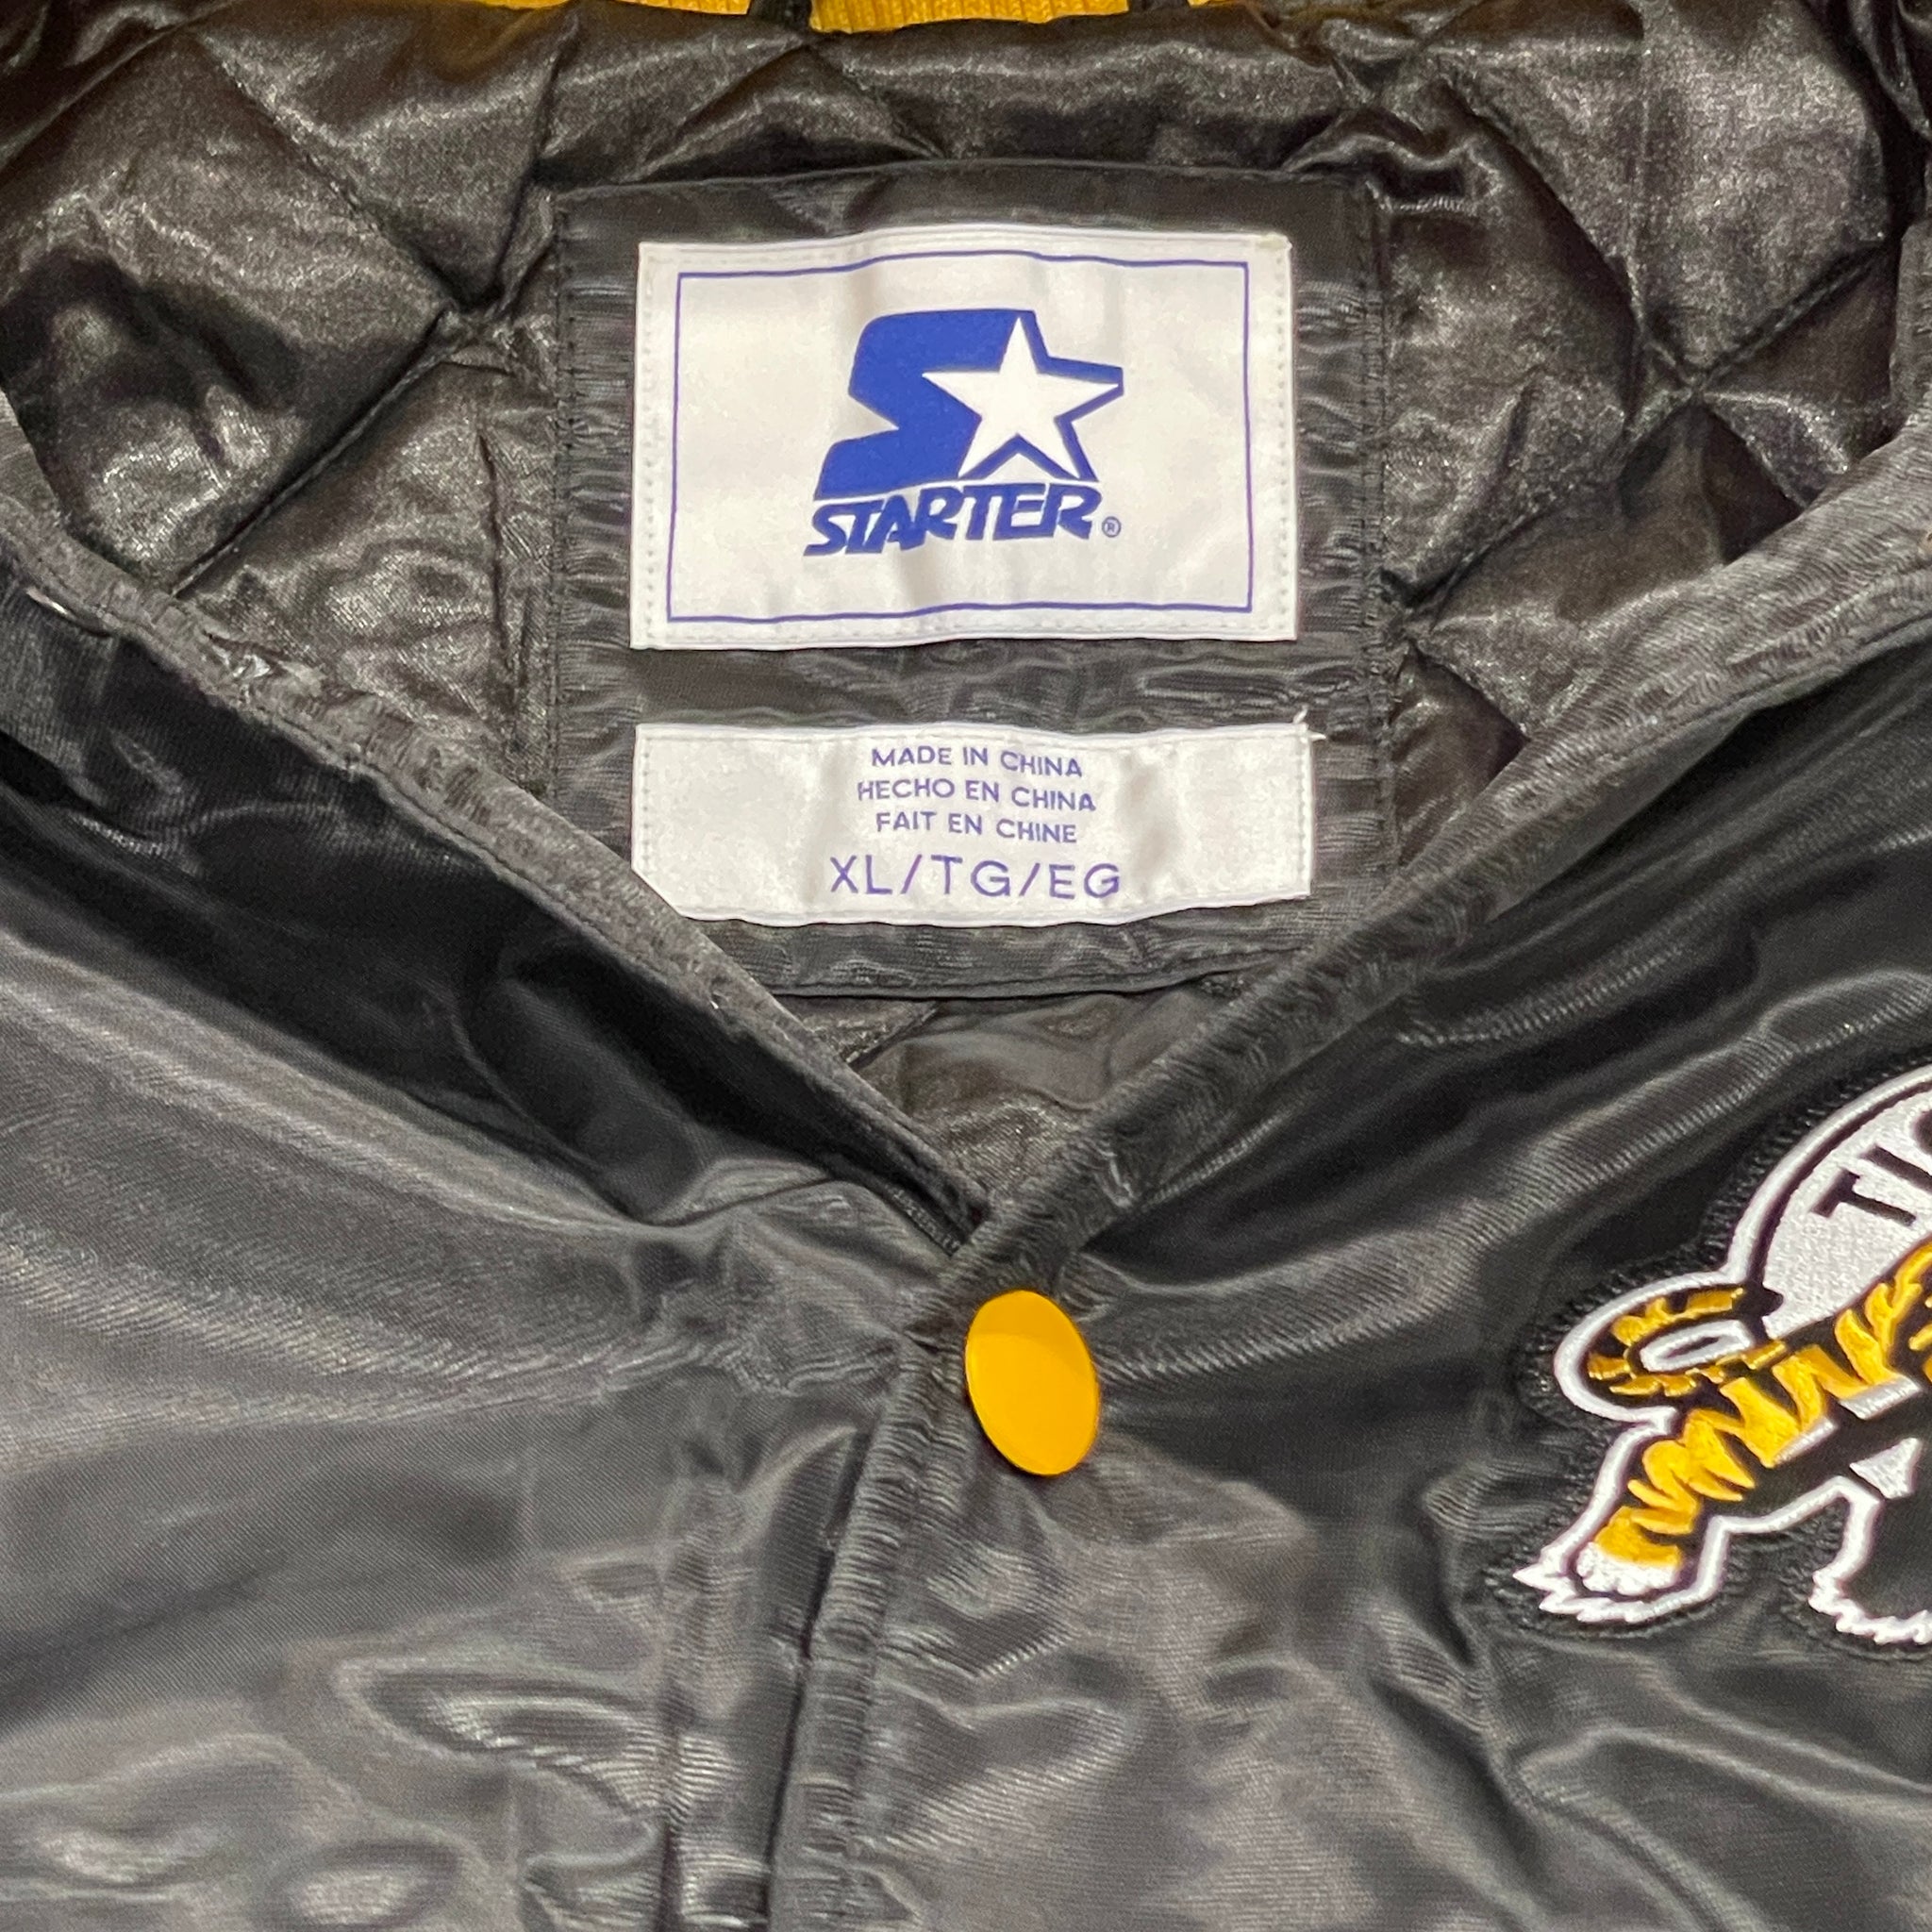 STARTER®
MADE IN CHINA
HECHO EN CHINA
FAIT EN CHINE
XL/TG/EG